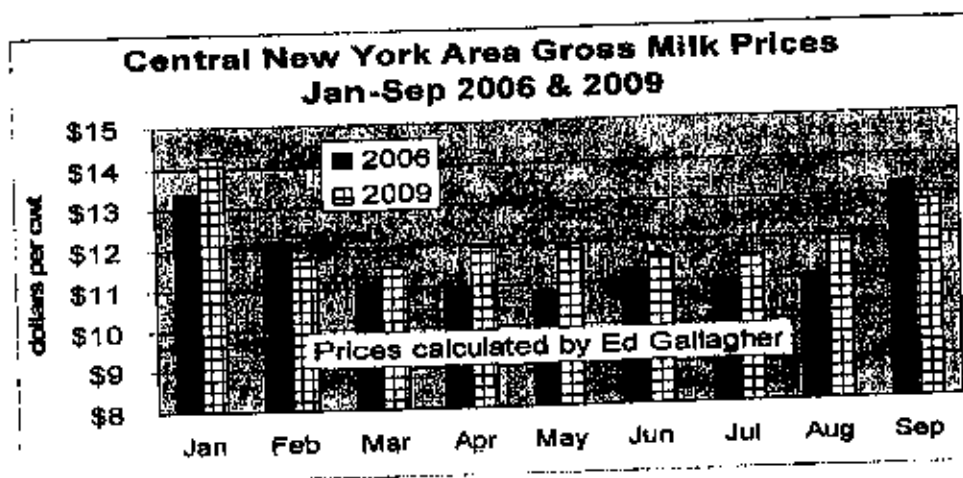 Central New York Area Gross Milk Prices
Jan-Sep 2006 & 2009
$15
$14
$13
$12
$11
$10
$9
$8
dollars per cwt
2006
2009
Prices calculated by Ed Gallagher
Jan Feb Mar Apr May Jun Jul Aug Sep